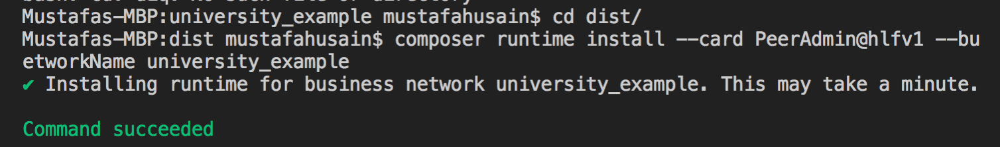 Mustafas-MBP:university_example mustafahusain$ cd dist/
Mustafas-MBP:dist mustafahusain$ composer runtime install --card PeerAdmin@hlfv1 --bu
etworkName university_example
✔ Installing runtime for business network university_example. This may take a minute.
Command succeeded